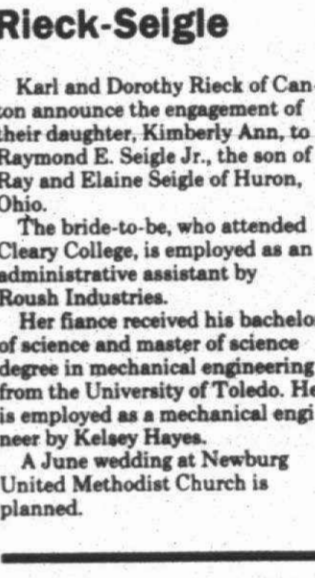 Rieck-Seigle
Karl and Dorothy Rieck of Can-
ton announce the engagement of
their daughter, Kimberly Ann, to
Raymond E. Seigle Jr., the son of
Ray and Elaine Seigle of Huron,
Ohio.
The bride-to-be, who attended
Cleary College, is employed as an
administrative assistant by
Roush Industries.
Her fiance received his bachelo
of science and master of science
degree in mechanical engineering
from the University of Toledo. He
is employed as a mechanical engi
neer by Kelsey Hayes.
A June wedding at Newburg
United Methodist Church is
planned.